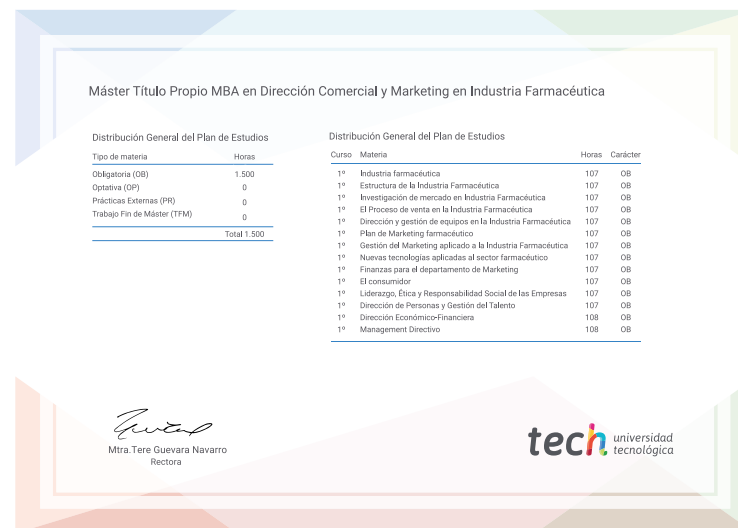 Máster Título Propio MBA en Dirección Comercial y Marketing en Industria Farmacéutica
Distribución General del Plan de Estudios
Tipo de materia Horas
Obligatoria (OB) 1.500
Optativa (OP) 0
Prácticas Externas (PR) 0
Trabajo Fin de Máster (TFM) 0
Total 1.500
Distribución General del Plan de Estudios
Curso Materia Horas Carácter
1º Industria farmacéutica 107 OB
1º Estructura de la Industria Farmacéutica 107 OB
1º Investigación de mercado en Industria Farmacéutica 107 OB
1º El Proceso de venta en la Industria Farmacéutica 107 OB
1º Dirección y gestión de equipos en la Industria Farmacéutica 107 OB
1º Plan de Marketing farmacéutico 107 OB
1º Gestión del Marketing aplicado a la Industria Farmacéutica 107 OB
1º Nuevas tecnologías aplicadas al sector farmacéutico 107 OB
1º Finanzas para el departamento de Marketing 107 OB
1º El consumidor 107 OB
1º Liderazgo, Ética y Responsabilidad Social de las Empresas 107 OB
1º Dirección de Personas y Gestión del Talento 107 OB
1º Dirección Económico-Financiera 108 OB
1º Management Directivo 108 OB
Mtra.Tere Guevara Navarro
Rectora
tech universidad
tecnológica